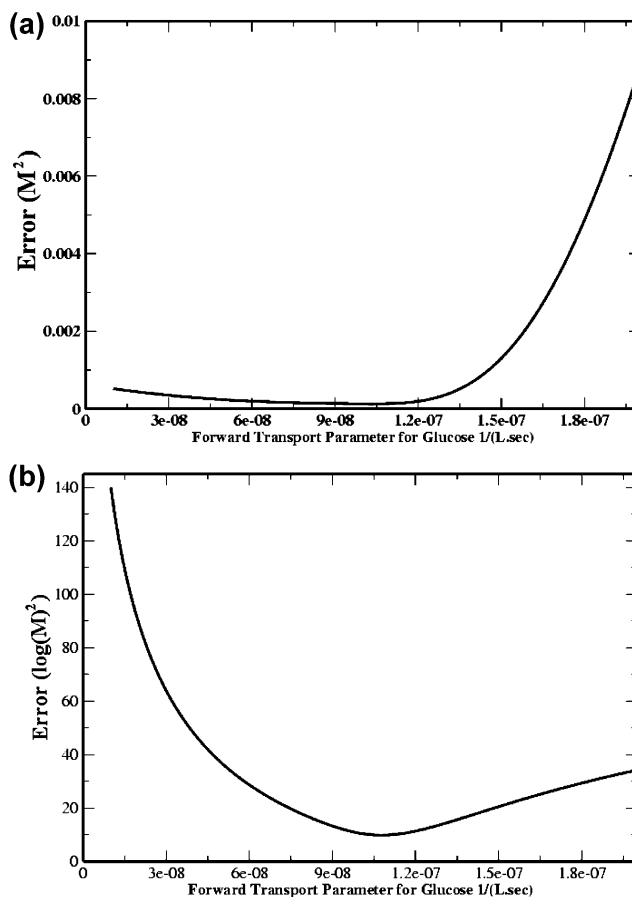 (a)
0.01
0.008
0.006
0.004
0.002
0
Error (M²)
0 3e-08 6e-08 9e-08 1.2e-07 1.5e-07 1.8e-07
Forward Transport Parameter for Glucose 1/(L.sec)
(b)
140
120
100
80
60
40
20
0
Error (log(M)²)
0 3e-08 6e-08 9e-08 1.2e-07 1.5e-07 1.8e-07
Forward Transport Parameter for Glucose 1/(L.sec)